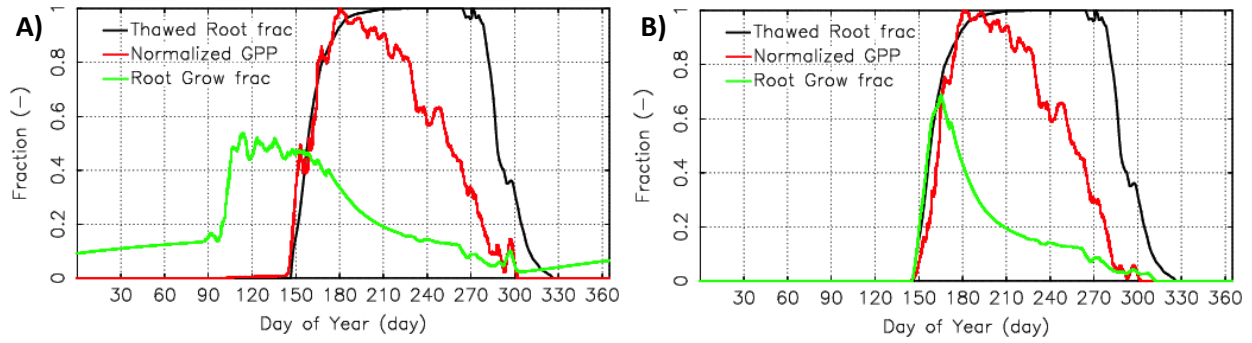 A)
Thawed Root frac
Normalized GPP
Root Grow frac
Fraction (−)
1
0.8
0.6
0.4
0.2
0
30 60 90 120 150 180 210 240 270 300 330 365
Day of Year (day)
B)
Thawed Root frac
Normalized GPP
Root Grow frac
Fraction (−)
1
0.8
0.6
0.4
0.2
0
30 60 90 120 150 180 210 240 270 300 330 365
Day of Year (day)